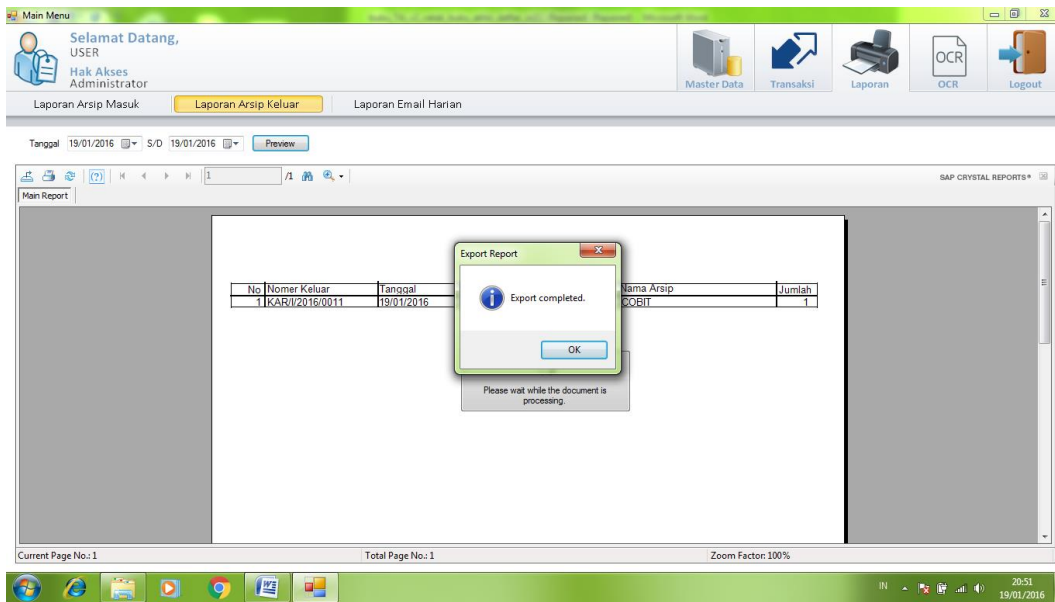 Main Menu
Selamat Datang,
USER
Hak Akses
Administrator
Master Data
Transaksi
Laporan
OCR
OCR
Logout
Laporan Arsip Masuk
Laporan Arsip Keluar
Laporan Email Harian
Tanggal 19/01/2016 S/D 19/01/2016 Preview
1 /1
SAP CRYSTAL REPORTS®
Main Report
No Nomer Keluar Tanggal Nama Arsip Jumlah
1 KAR/I/2016/0011 19/01/2016 COBIT 1
Export Report
Export completed.
OK
Please wait while the document is
processing.
Current Page No.: 1
Total Page No.: 1
Zoom Factor: 100%
IN
20:51
19/01/2016